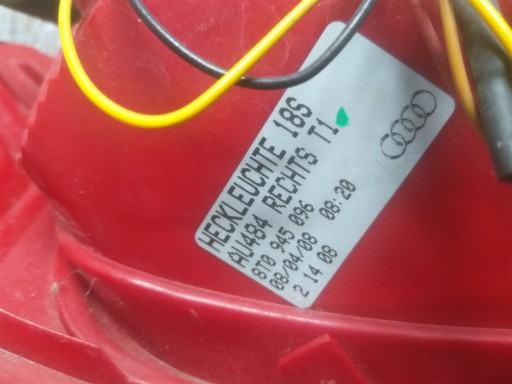 HECKLEUCHTE 18S
AU484 RECHTS T1
8T0 945 096
08/04/08 08:20
2 14 08